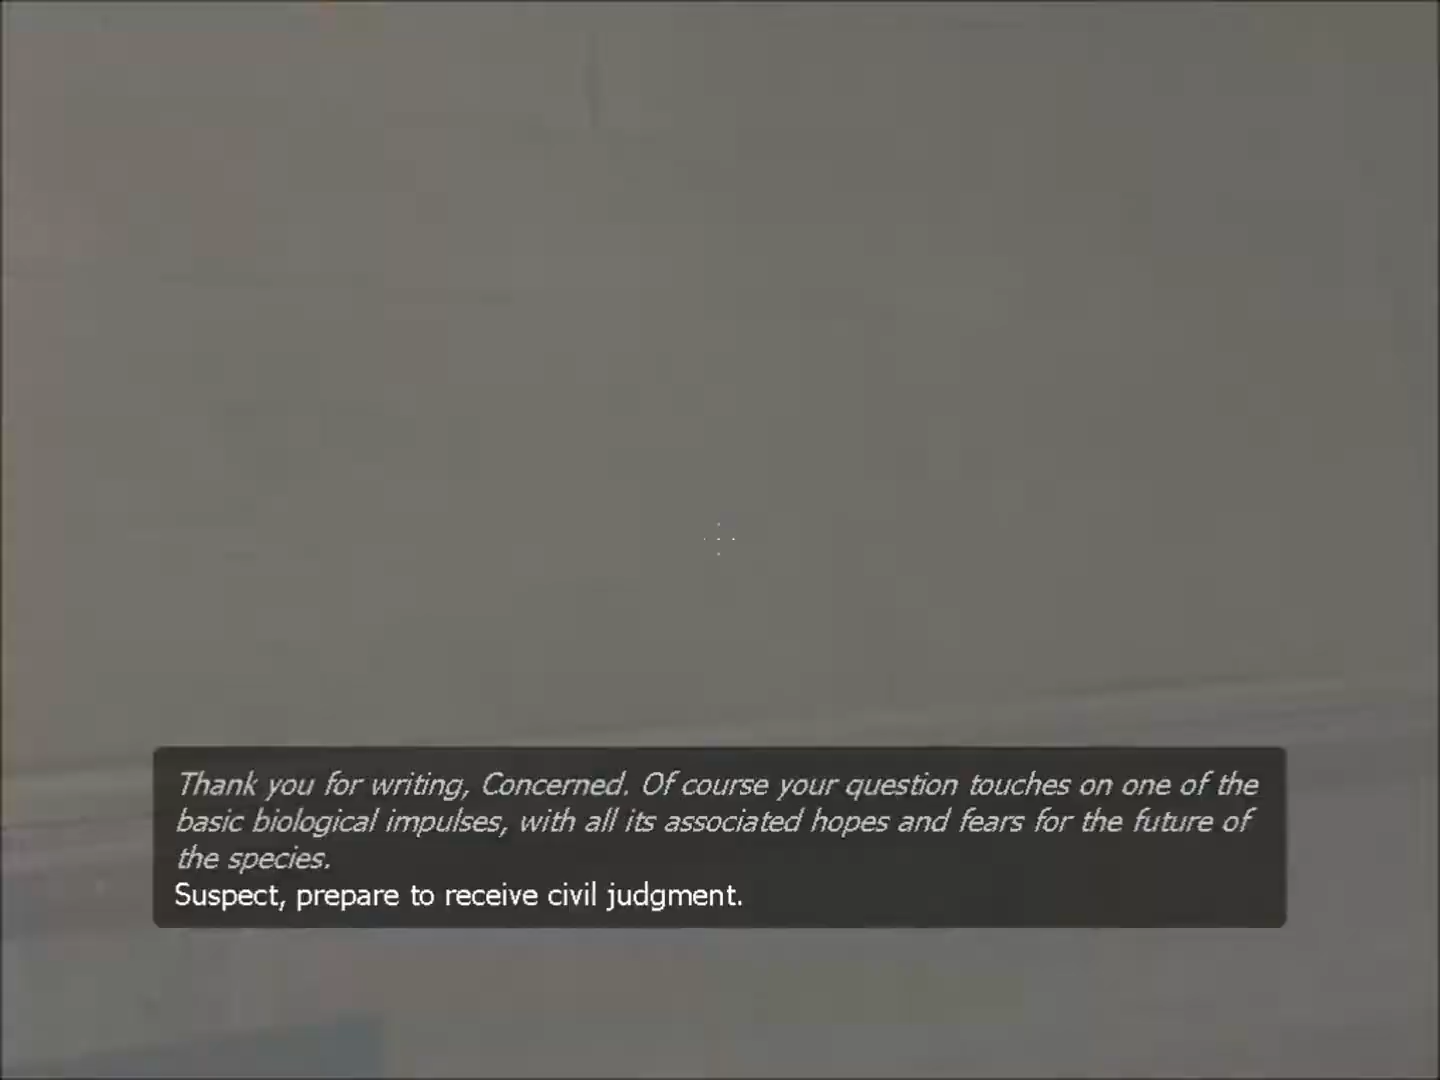 Thank you for writing, Concerned. Of course your question touches on one of the
basic biological impulses, with all its associated hopes and fears for the future of
the species.
Suspect, prepare to receive civil judgment.